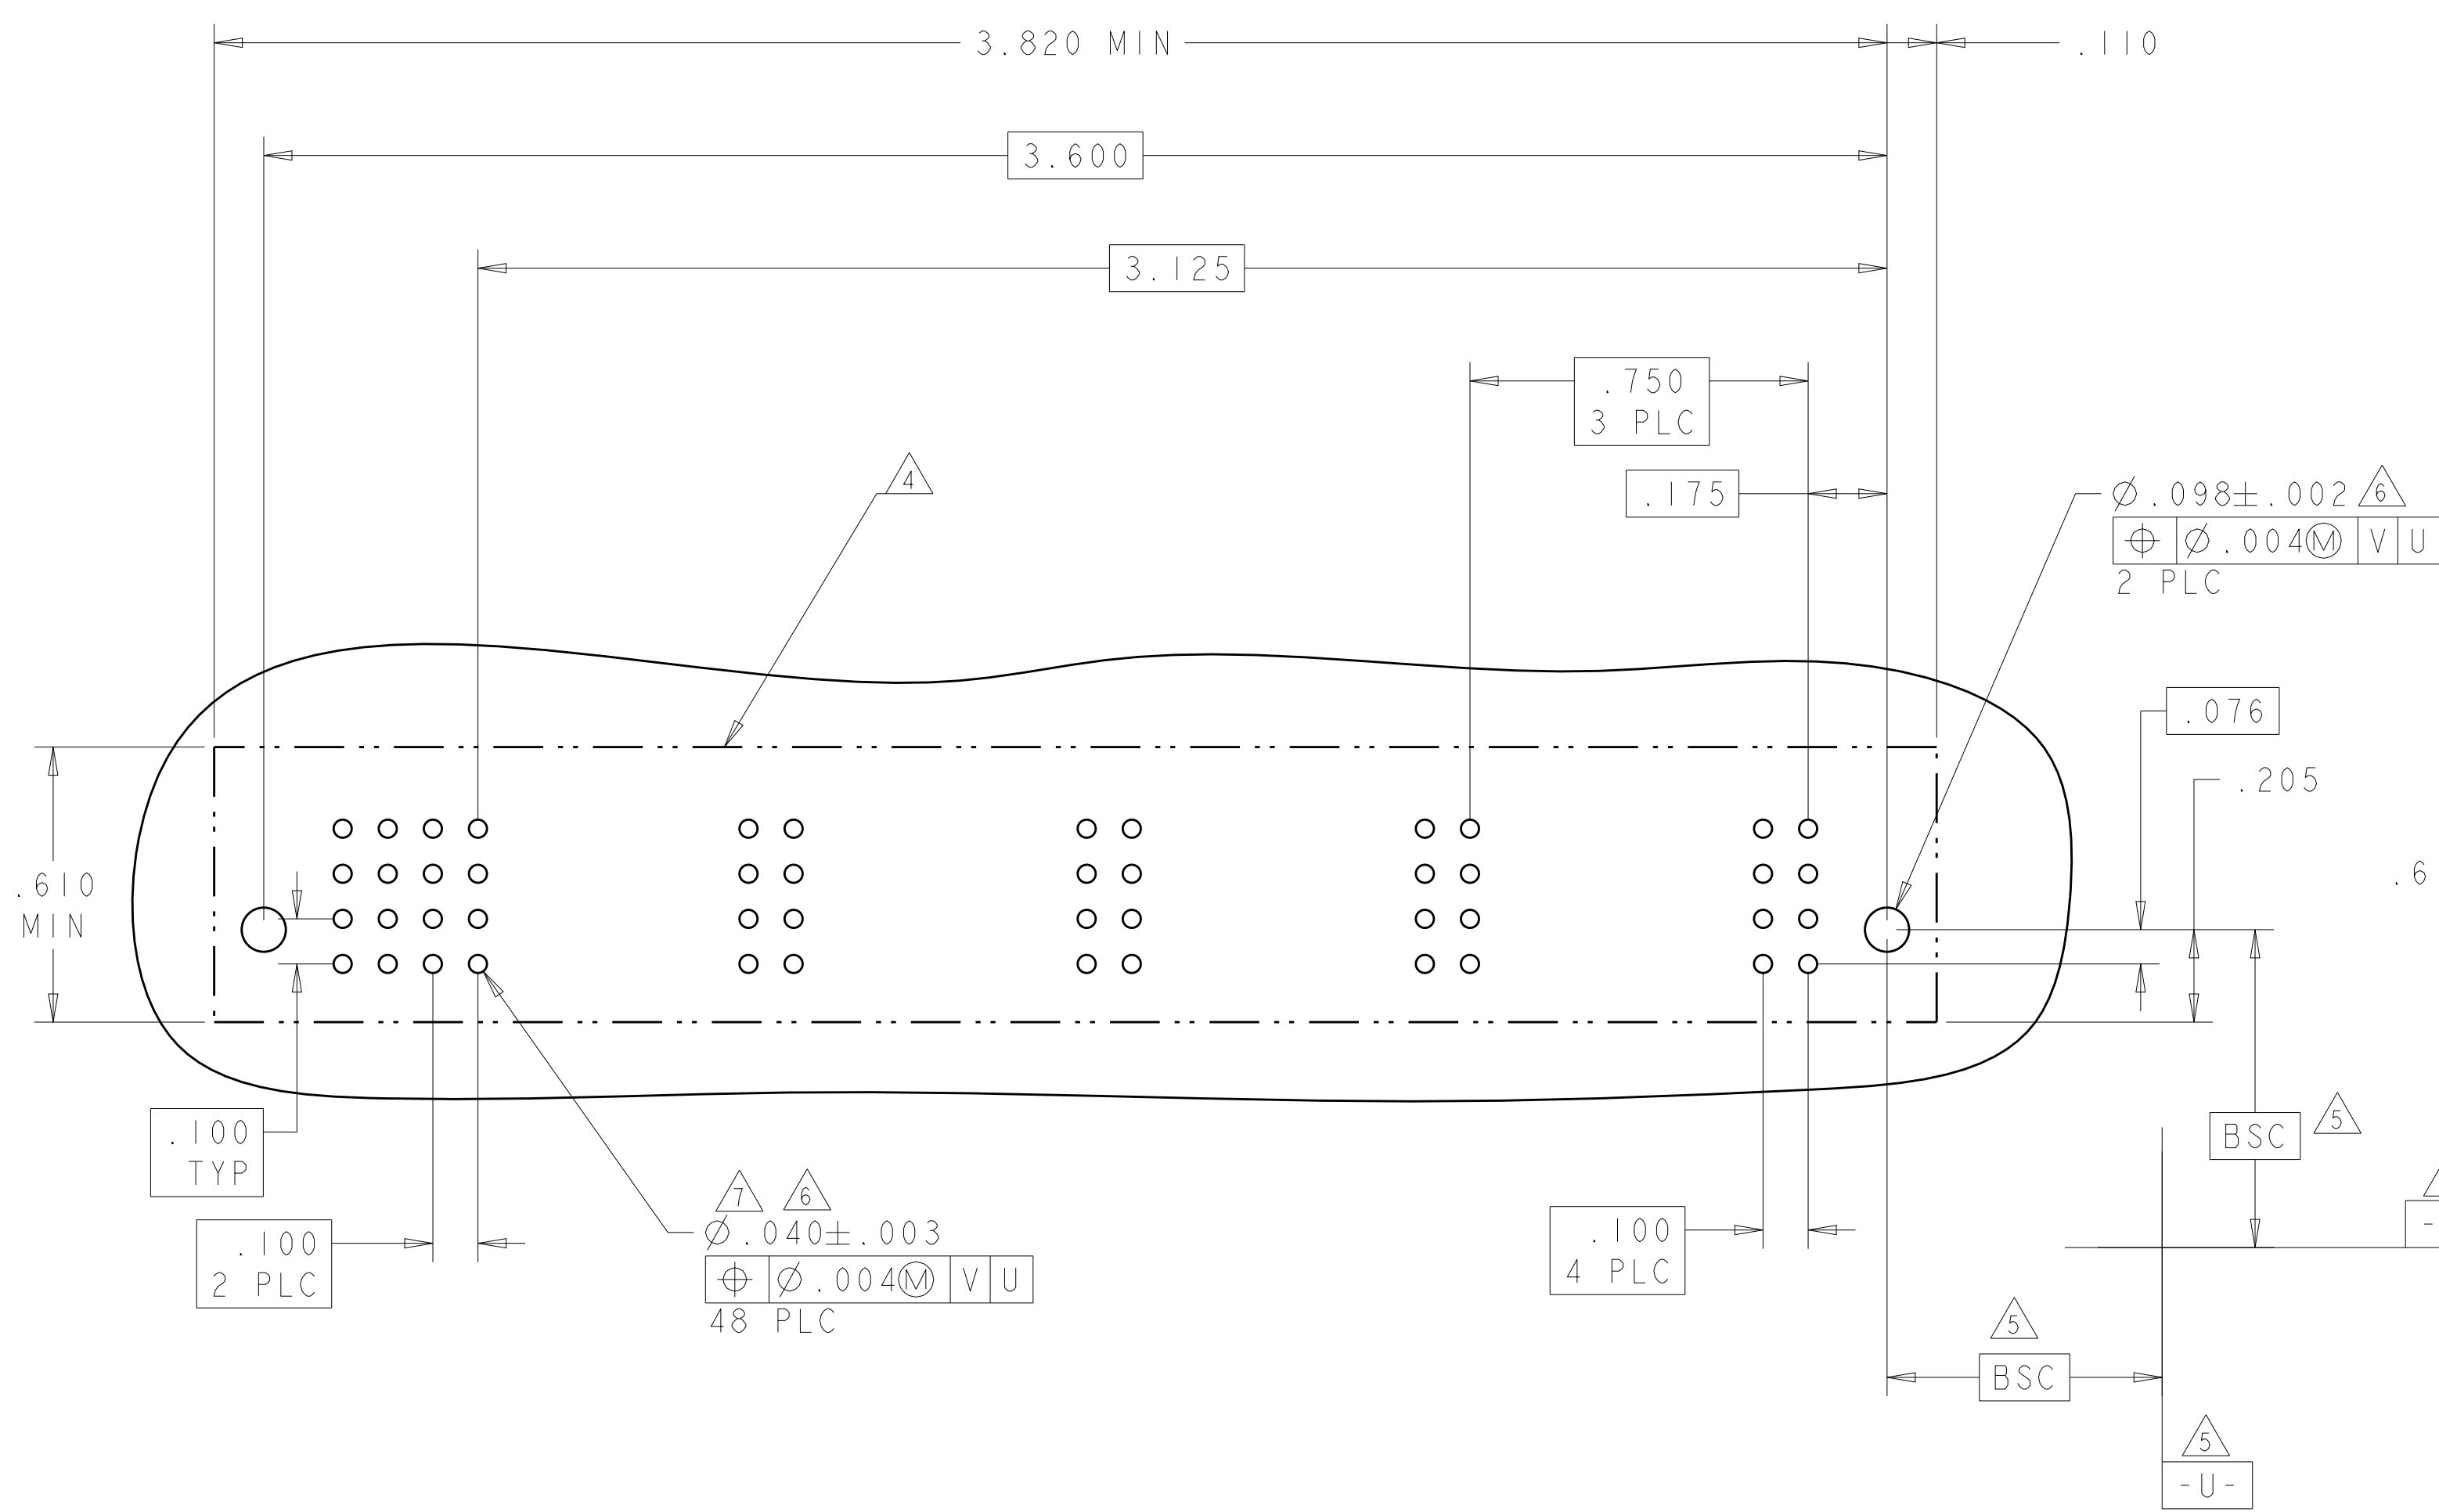 3.820 MIN
.110
3.600
3.125
.750
3 PLC
.175
4
⌀.098±.002 6
⌖ ⌀.004Ⓜ V U
2 PLC
.076
.205
.6
.610
MIN
BSC 5
.100
TYP
7 6
⌀.040±.003
⌖ ⌀.004Ⓜ V U
48 PLC
.100
2 PLC
.100
4 PLC
-
5
BSC
5
-U-